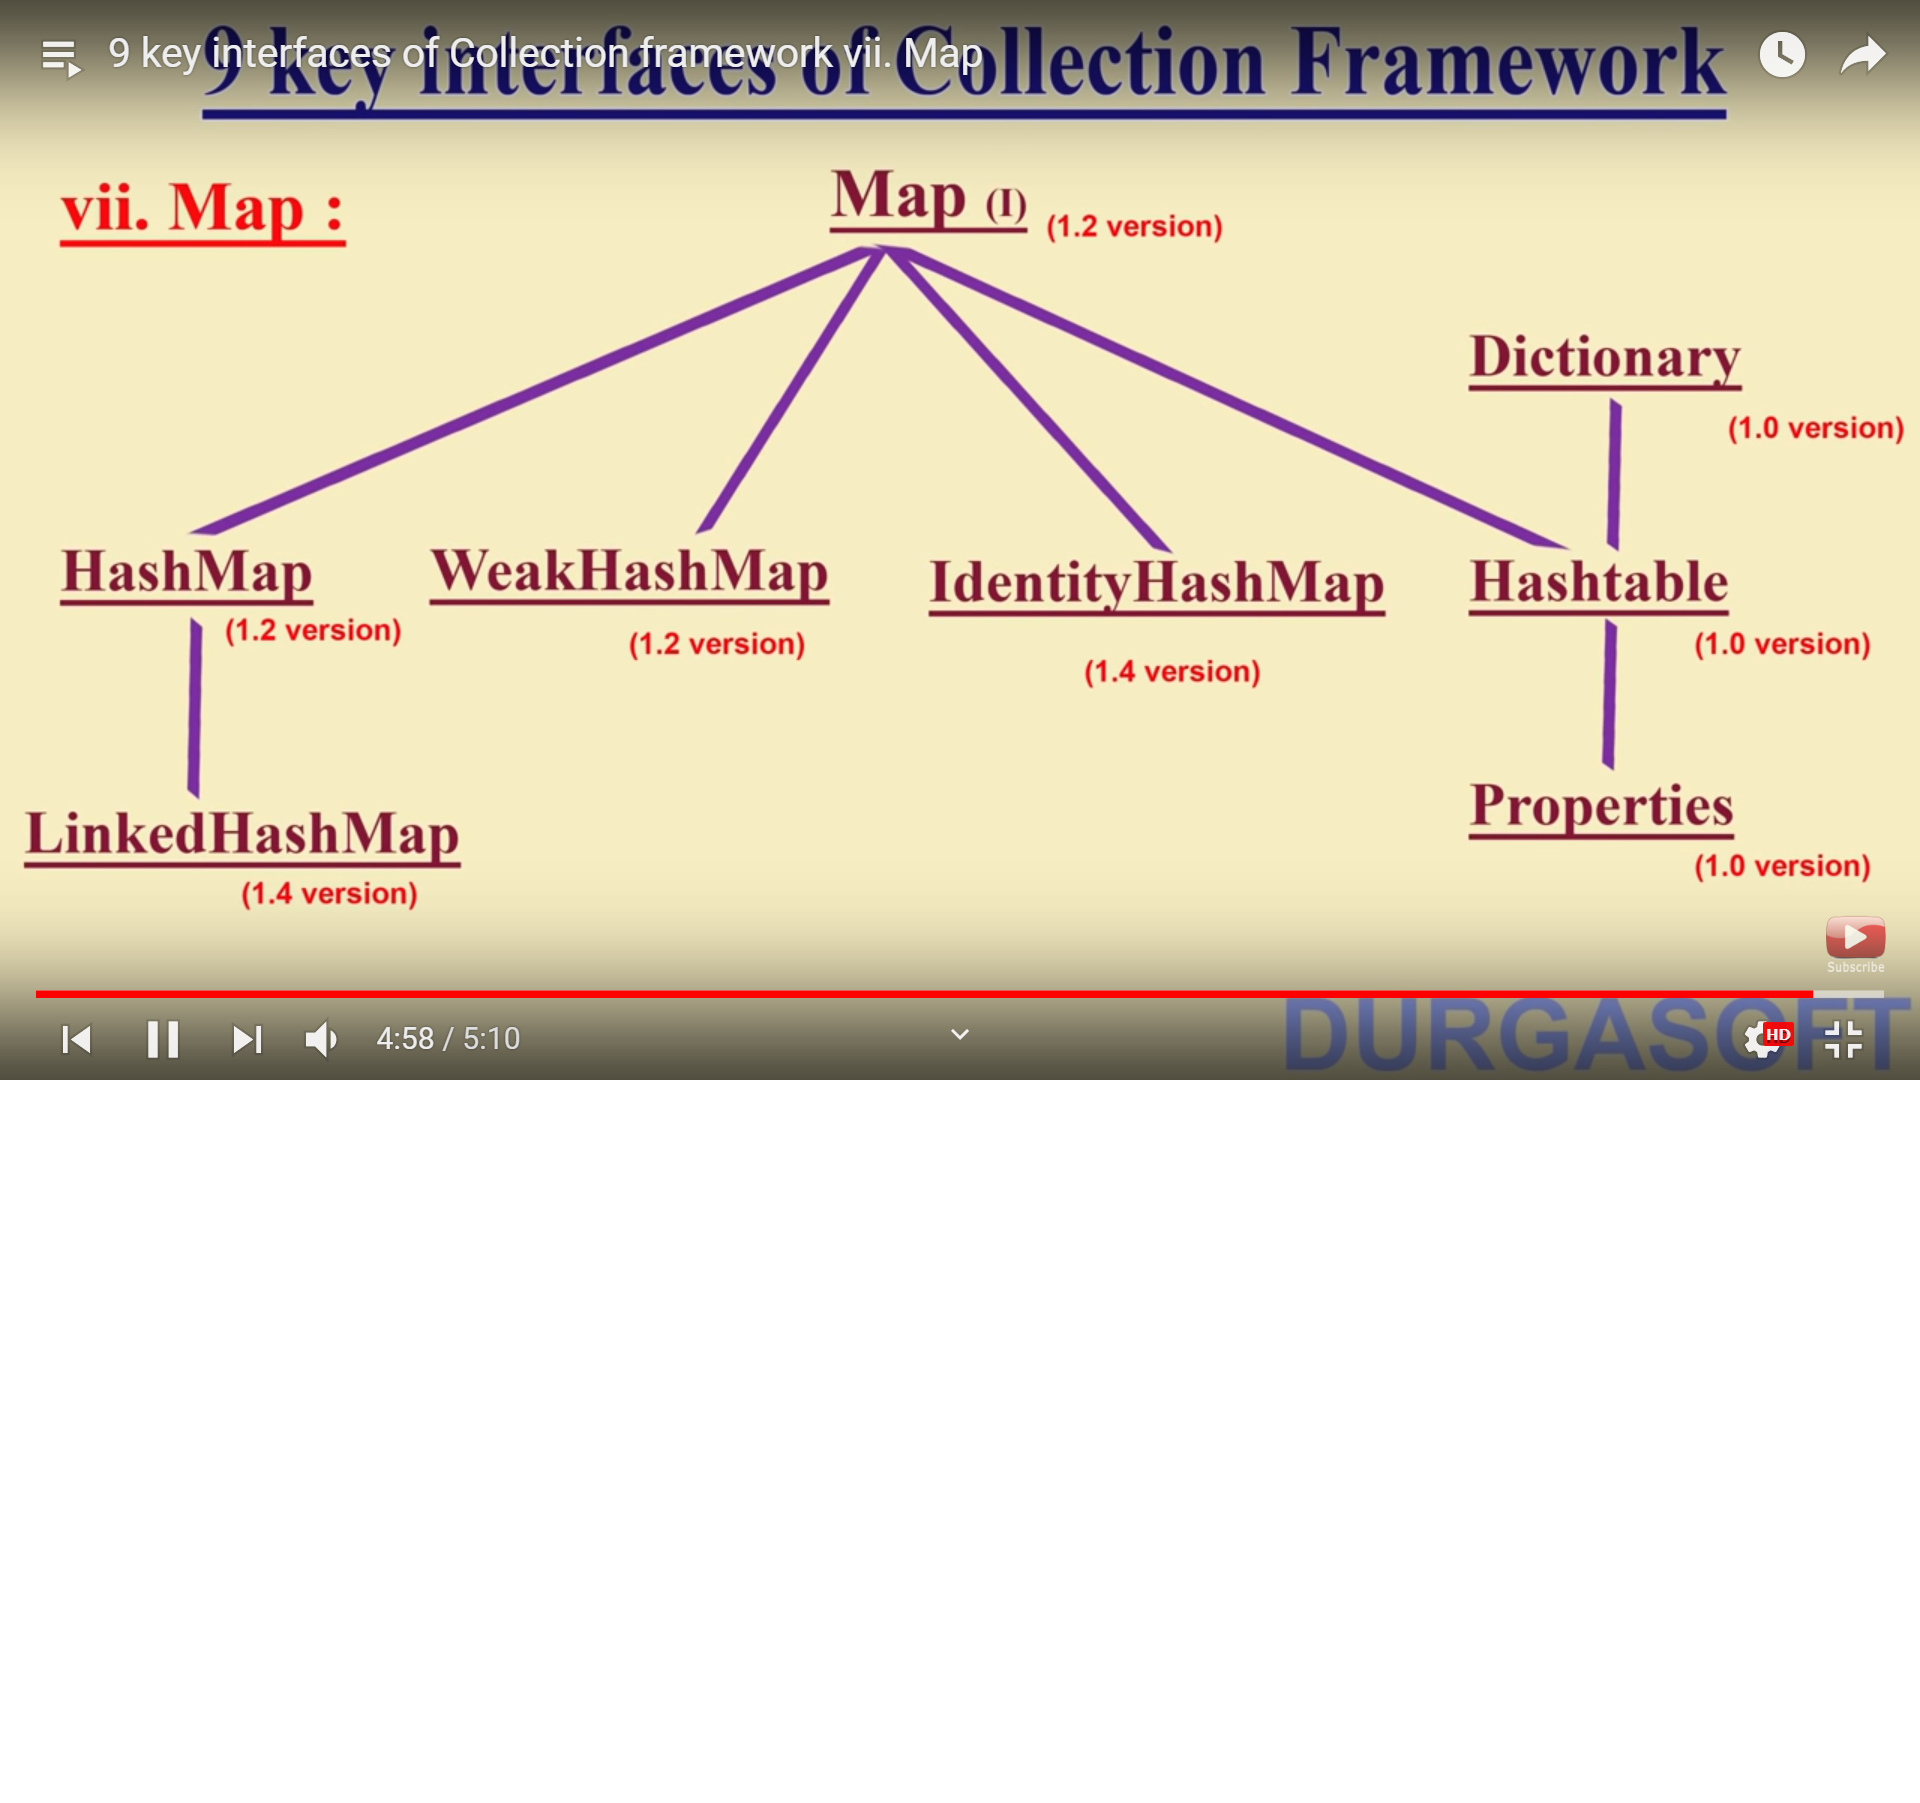 9 key interfaces of Collection Framework
9 key interfaces of Collection framework vii. Map
vii. Map :
Map (I) (1.2 version)
Dictionary
(1.0 version)
HashMap
(1.2 version)
WeakHashMap
(1.2 version)
IdentityHashMap
(1.4 version)
Hashtable
(1.0 version)
LinkedHashMap
(1.4 version)
Properties
(1.0 version)
Subscribe
4:58 / 5:10
HD
DURGASOFT